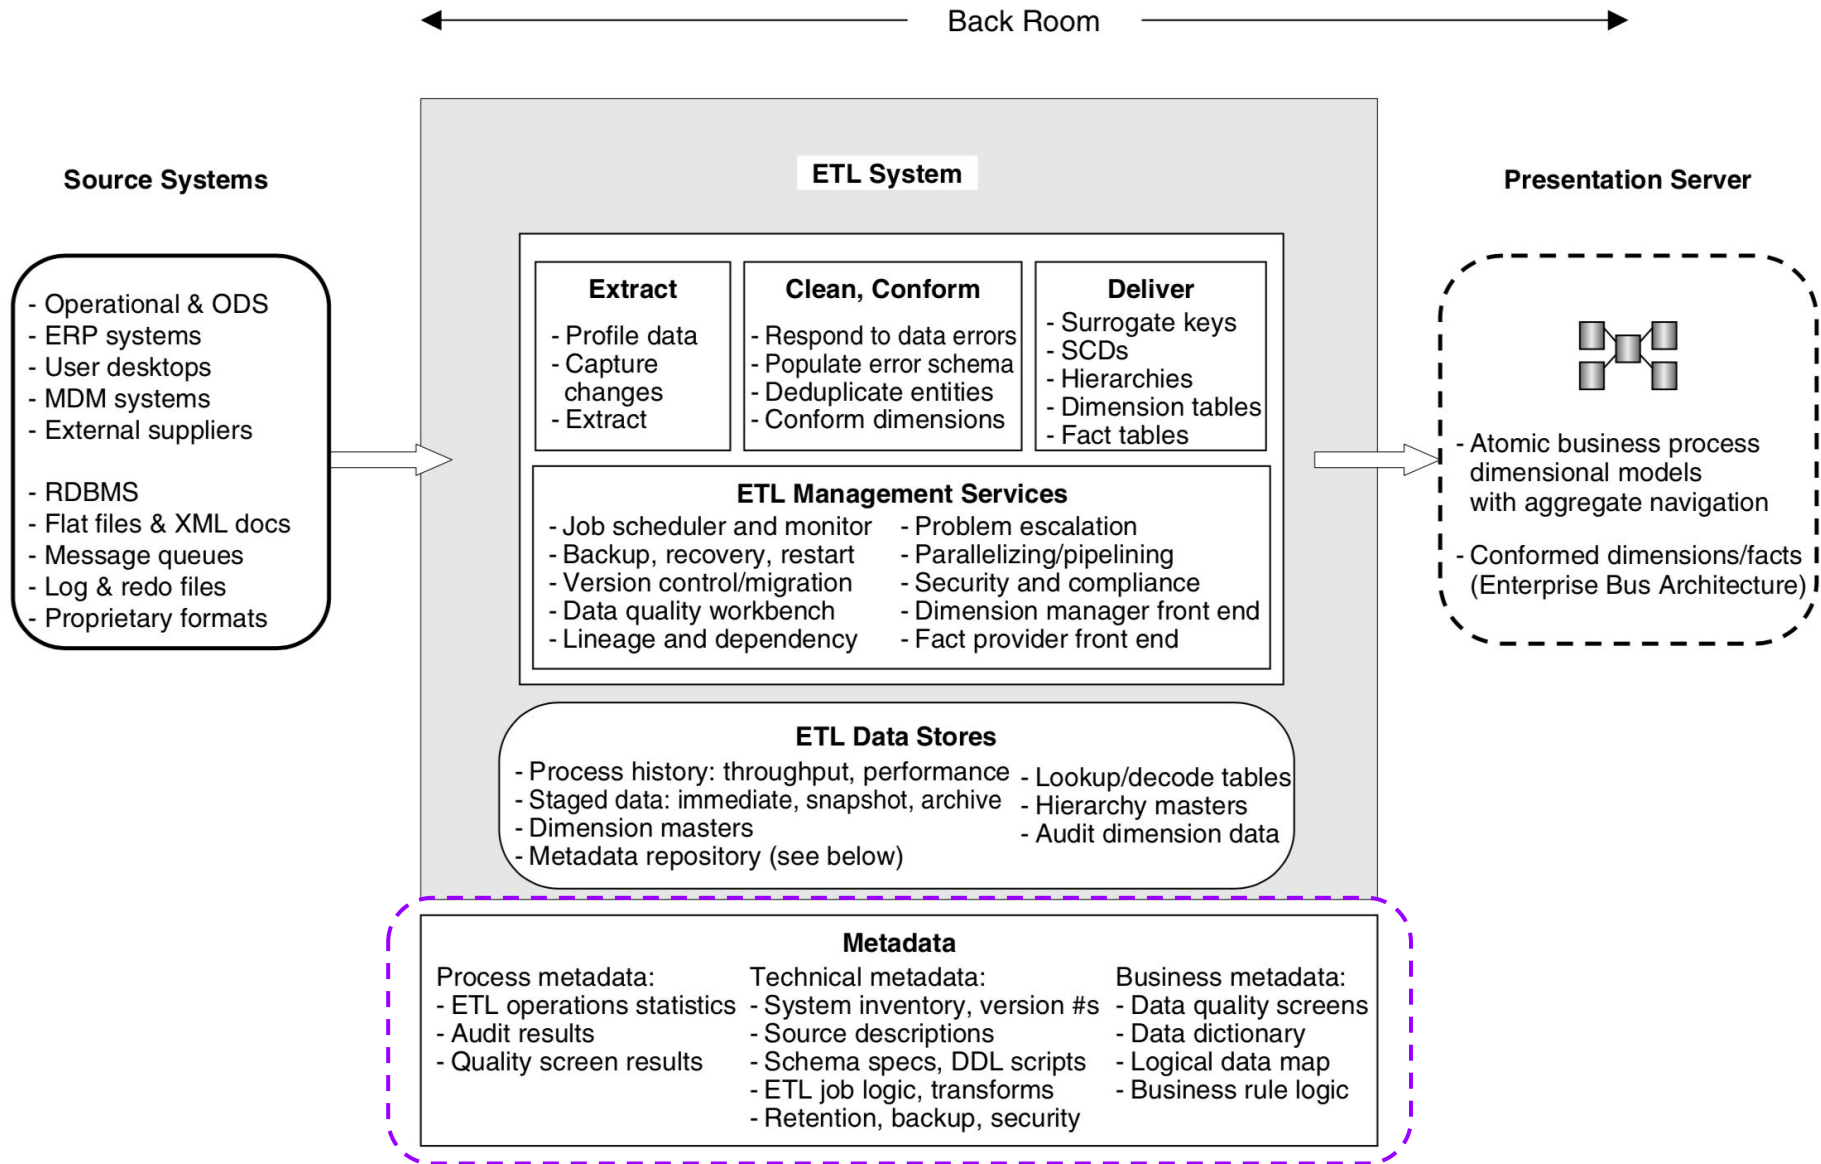 Back Room
Source Systems
- Operational & ODS
- ERP systems
- User desktops
- MDM systems
- External suppliers
- RDBMS
- Flat files & XML docs
- Message queues
- Log & redo files
- Proprietary formats
ETL System
Extract
- Profile data
- Capture
changes
- Extract
Clean, Conform
- Respond to data errors
- Populate error schema
- Deduplicate entities
- Conform dimensions
Deliver
- Surrogate keys
- SCDs
- Hierarchies
- Dimension tables
- Fact tables
ETL Management Services
- Job scheduler and monitor
- Backup, recovery, restart
- Version control/migration
- Data quality workbench
- Lineage and dependency
- Problem escalation
- Parallelizing/pipelining
- Security and compliance
- Dimension manager front end
- Fact provider front end
ETL Data Stores
- Process history: throughput, performance
- Staged data: immediate, snapshot, archive
- Dimension masters
- Metadata repository (see below)
- Lookup/decode tables
- Hierarchy masters
- Audit dimension data
Metadata
Process metadata:
- ETL operations statistics
- Audit results
- Quality screen results
Technical metadata:
- System inventory, version #s
- Source descriptions
- Schema specs, DDL scripts
- ETL job logic, transforms
- Retention, backup, security
Business metadata:
- Data quality screens
- Data dictionary
- Logical data map
- Business rule logic
Presentation Server
- Atomic business process
dimensional models
with aggregate navigation
- Conformed dimensions/facts
(Enterprise Bus Architecture)